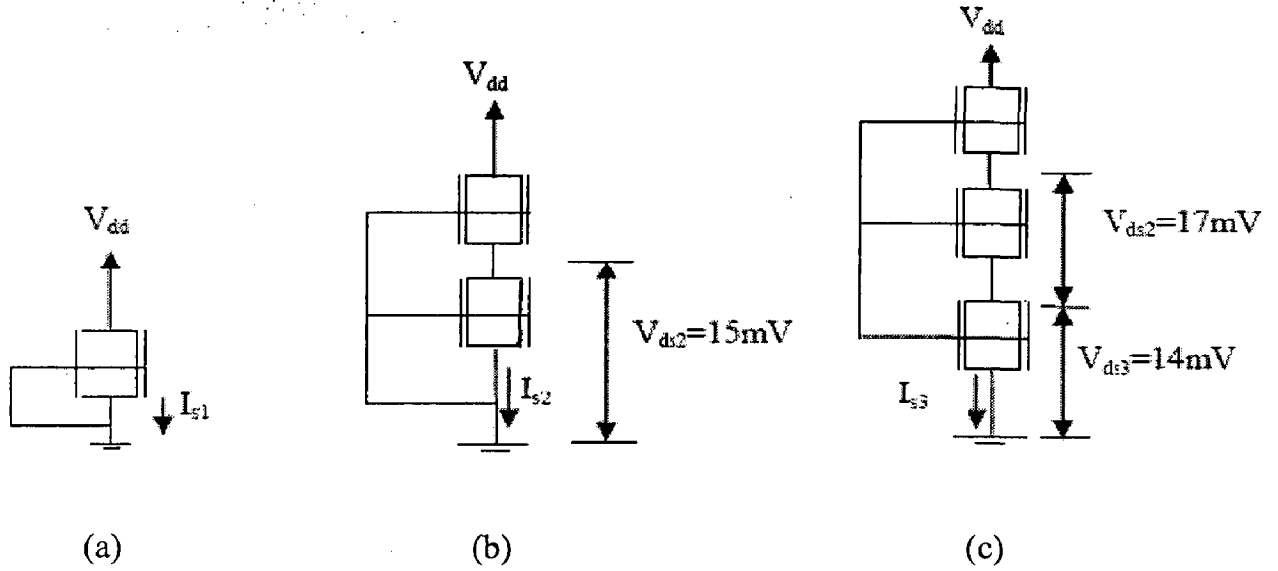 V_dd
I_s1
(a)
V_dd
V_ds2=15mV
I_s2
(b)
V_dd
V_ds2=17mV
V_ds3=14mV
I_s3
(c)